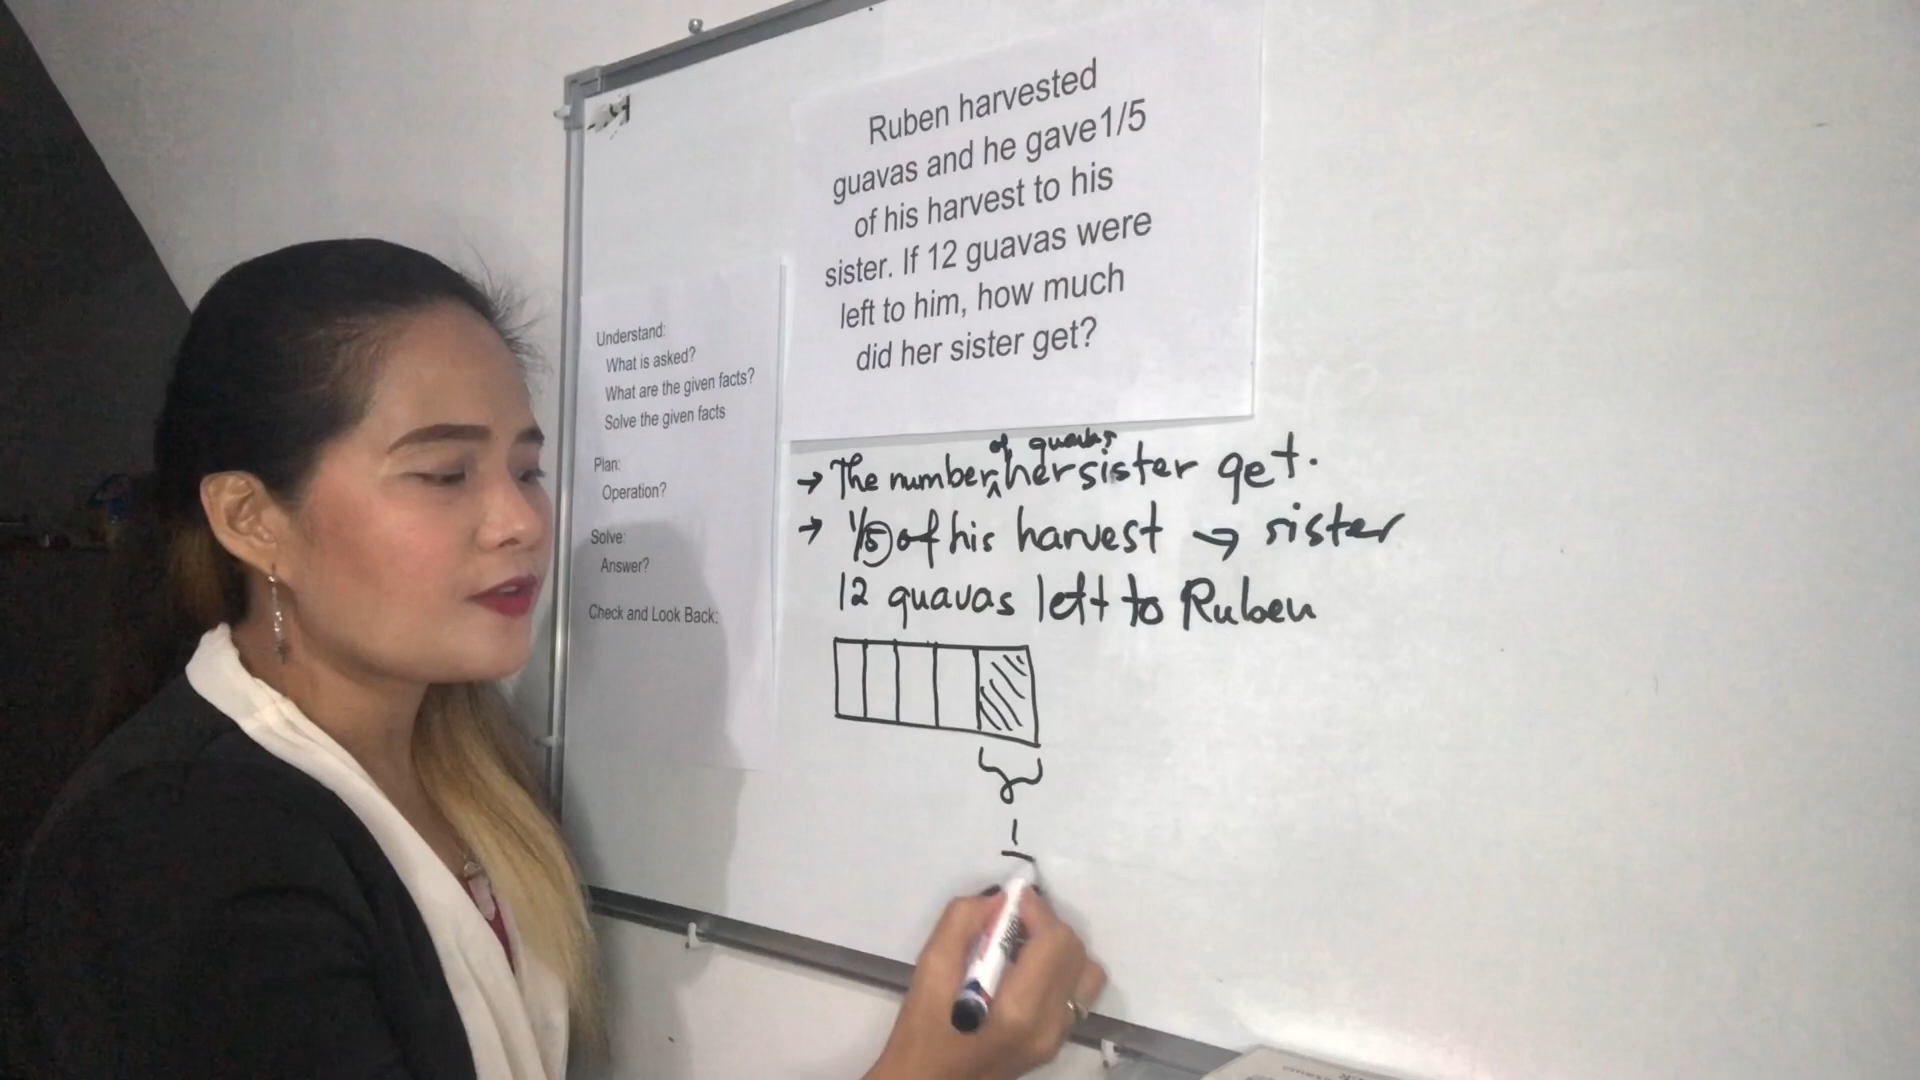 Ruben harvested
guavas and he gave1/5
of his harvest to his
sister. If 12 guavas were
left to him, how much
did her sister get?
Understand:
What is asked?
What are the given facts?
Solve the given facts
Plan:
Operation?
Solve:
Answer?
Check and Look Back:
→ The number of guavas her sister get.
→ 1/5 of his harvest → sister
12 guavas left to Ruben
1